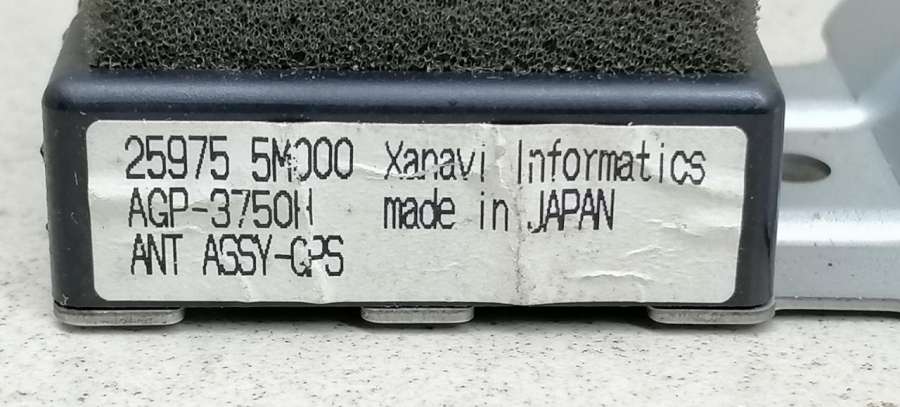 25975 5M000 Xanavi Informatics
AGP-3750H made in JAPAN
ANT ASSY-GPS